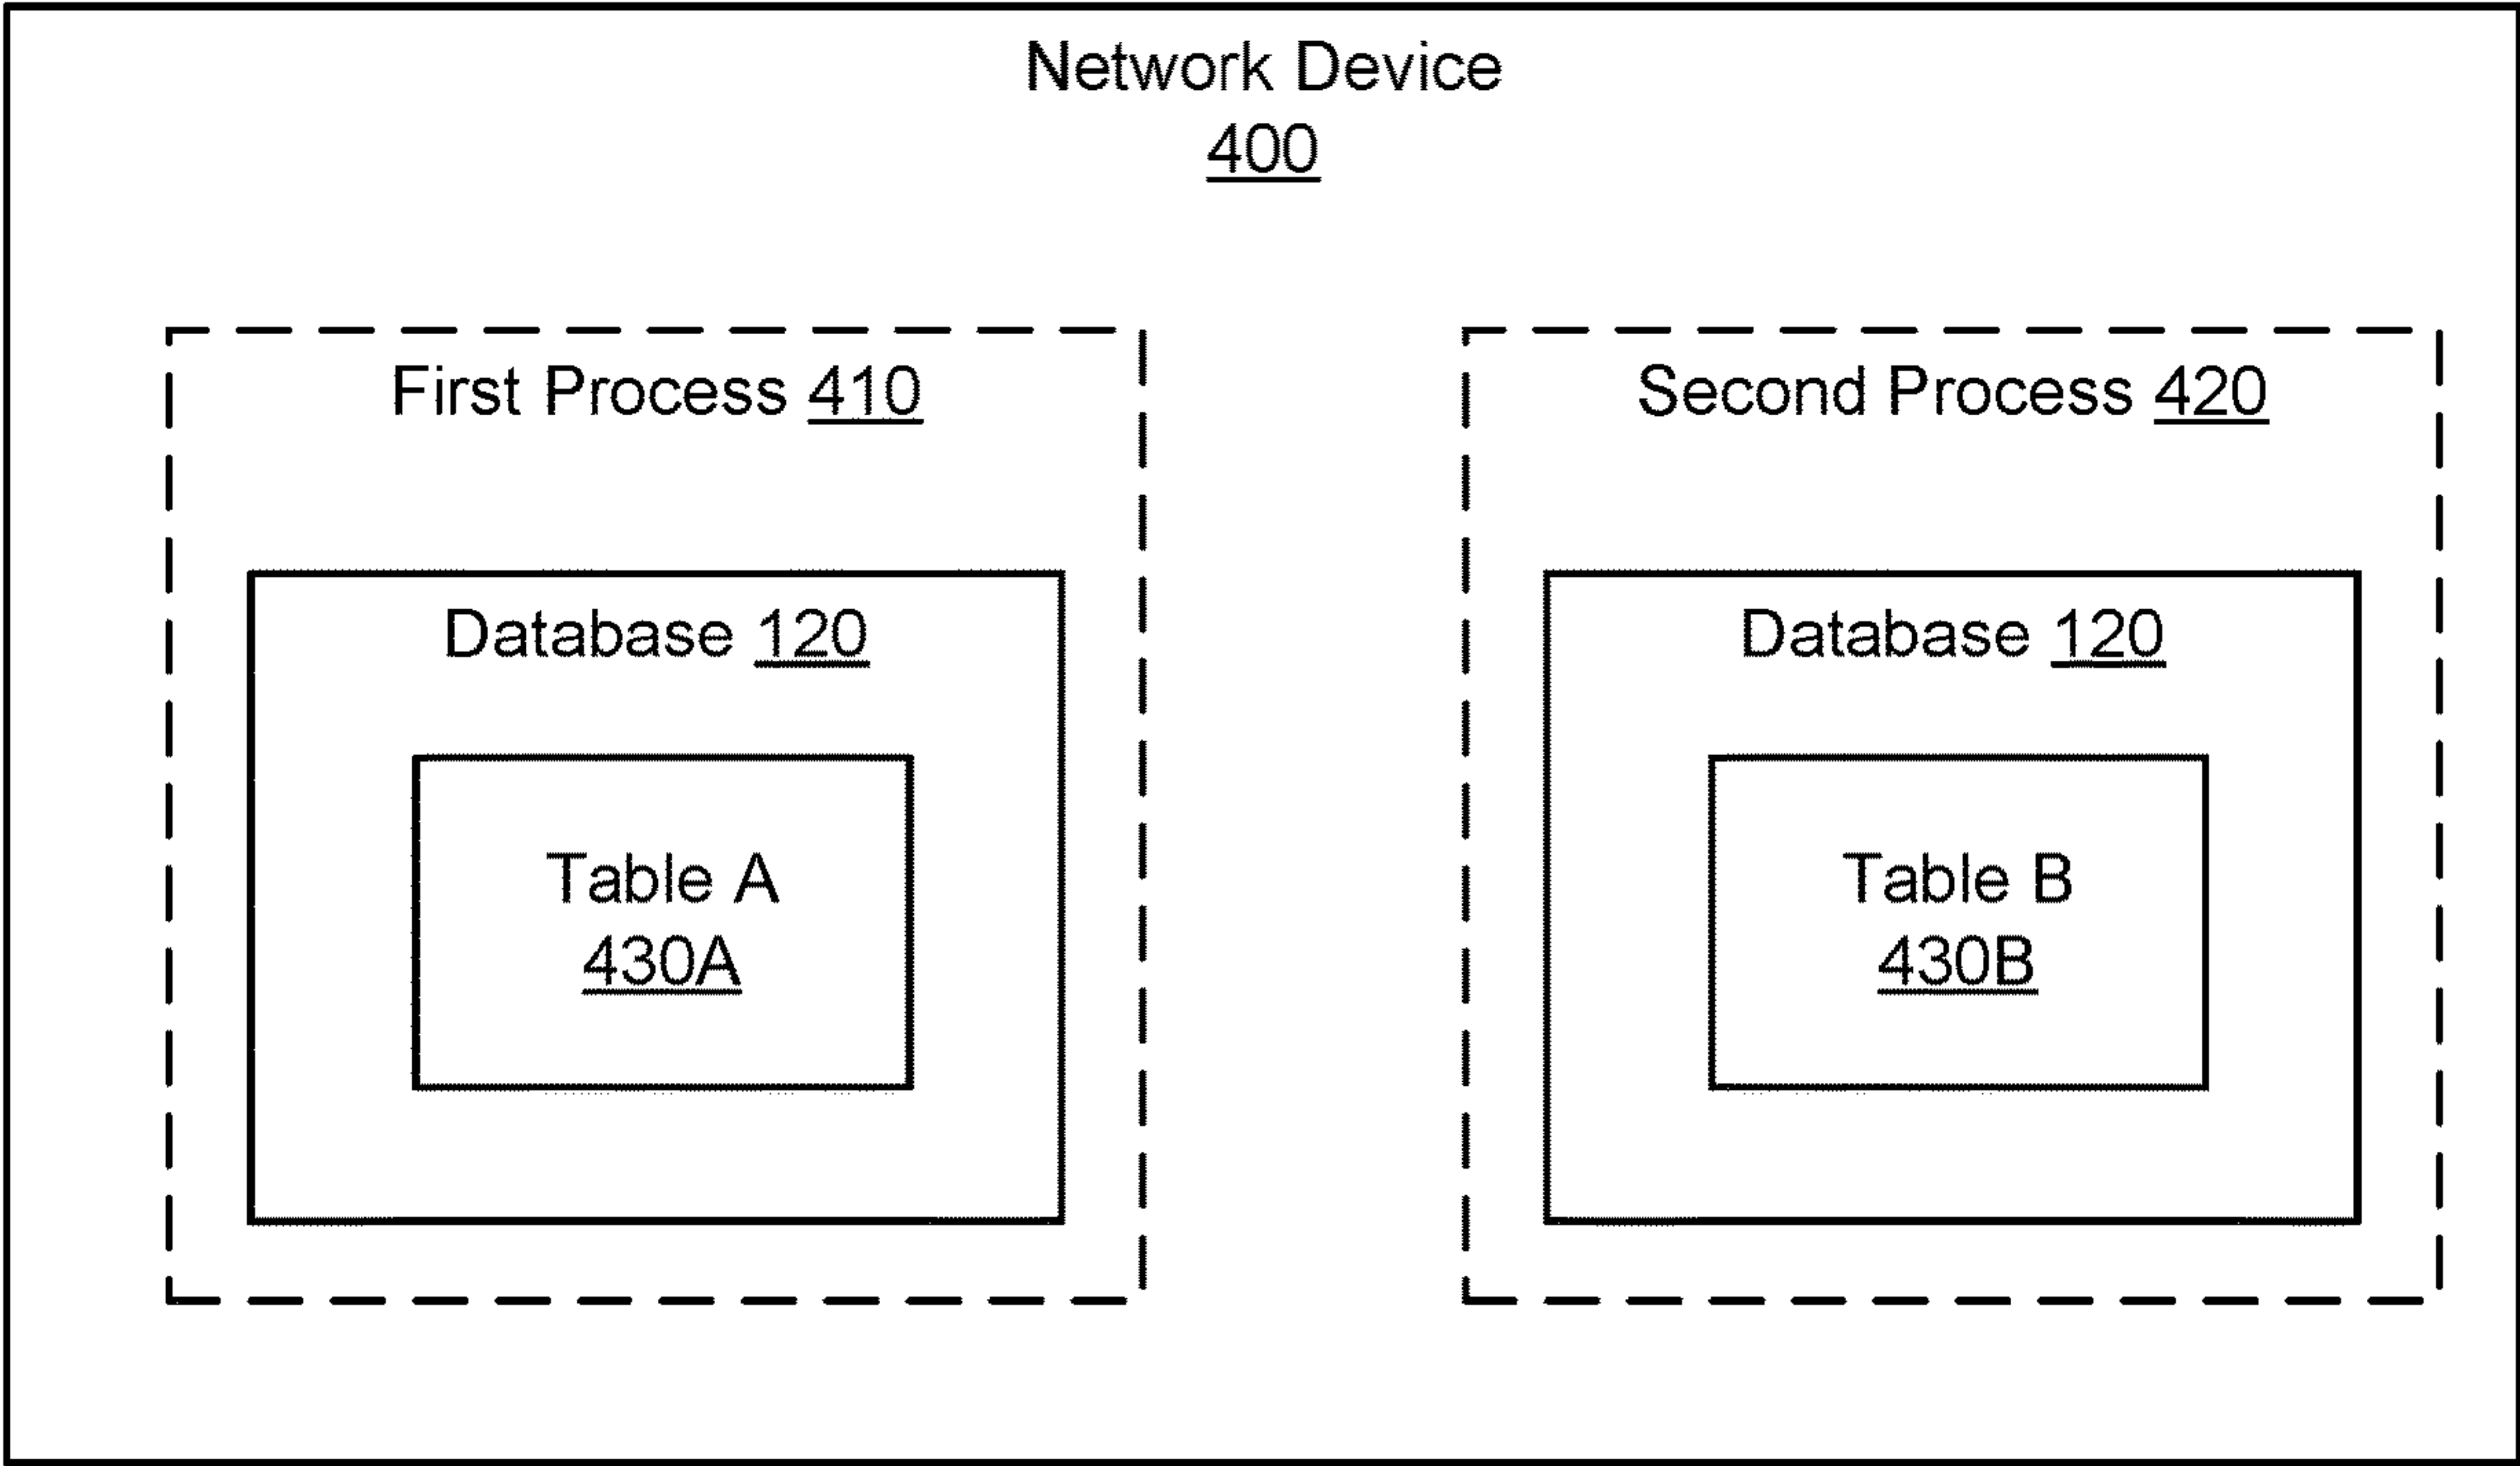 Network Device
400
First Process 410
Second Process 420
Database 120
Database 120
Table A
430A
Table B
430B